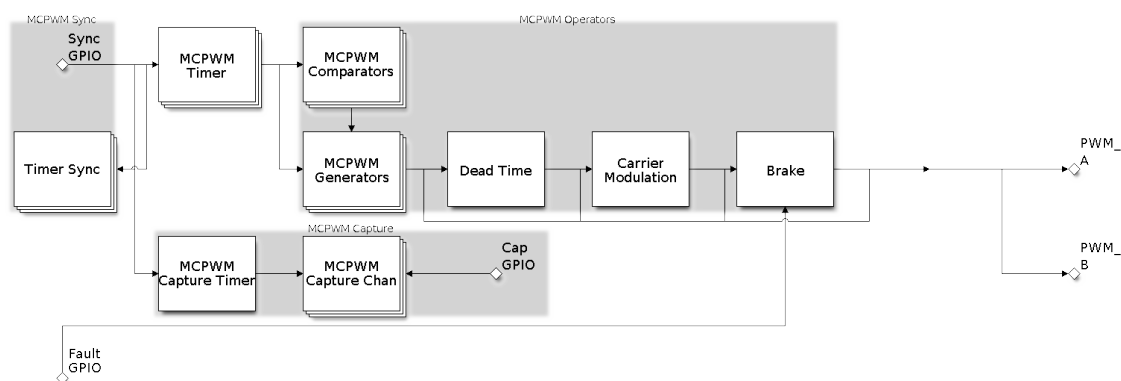 MCPWM Sync
MCPWM Operators
Sync
GPIO
MCPWM
Timer
MCPWM
Comparators
Timer Sync
MCPWM
Generators
Dead Time
Carrier
Modulation
Brake
PWM_
A
MCPWM Capture
MCPWM
Capture Timer
MCPWM
Capture Chan
Cap
GPIO
PWM_
B
Fault
GPIO